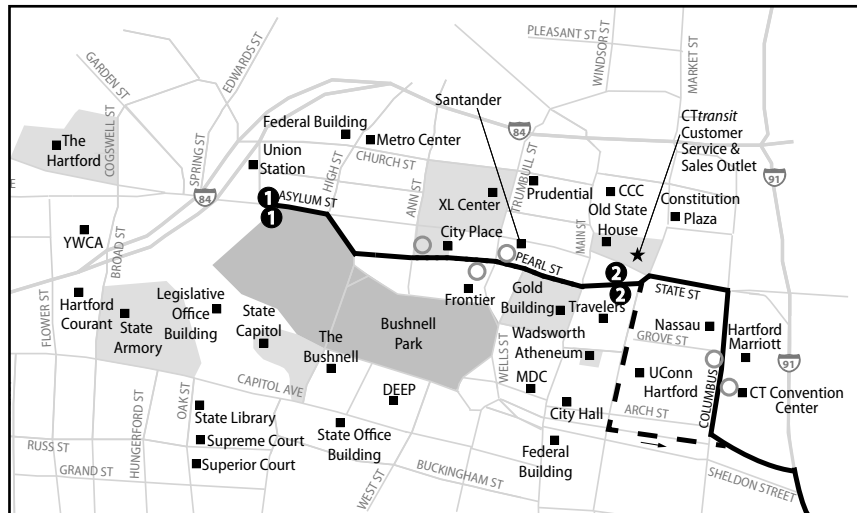 PLEASANT ST
WINDSOR ST
MARKET ST
EDWARDS ST
GARDEN ST
Santander
CTtransit
Customer
Service &
Sales Outlet
84
91
Federal Building
Metro Center
The
Hartford
COGSWELL ST
SPRING ST
Union
Station
HIGH ST
CHURCH ST
TRUMBULL ST
Prudential
CCC
Old State
House
Constitution
Plaza
E
84
1
1
ASYLUM ST
ANN ST
XL Center
MAIN ST
YWCA
BROAD ST
City Place
PEARL ST
2
2
STATE ST
FLOWER ST
Hartford
Courant
State
Armory
Legislative
Office
Building
State
Capitol
The
Bushnell
Bushnell
Park
Frontier
Gold
Building
Travelers
Wadsworth
Atheneum
WELLS ST
Nassau
GROVE ST
Hartford
Marriott
91
COLUMBUS
UConn
Hartford
CT Convention
Center
CAPITOL AVE
DEEP
MDC
City Hall
ARCH ST
HUNGERFORD ST
OAK ST
State Library
Supreme Court
Superior Court
State Office
Building
Federal
Building
RUSS ST
GRAND ST
WEST ST
BUCKINGHAM ST
SHELDON STREET